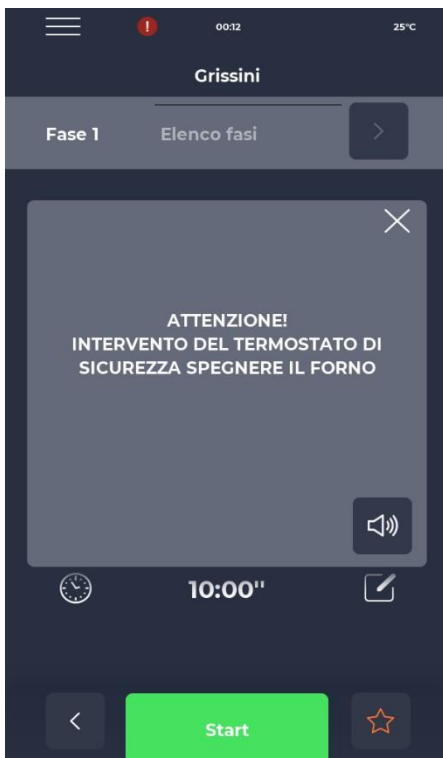 00:12
25°C
Grissini
Fase 1
Elenco fasi
ATTENZIONE!
INTERVENTO DEL TERMOSTATO DI
SICUREZZA SPEGNERE IL FORNO
10:00"
Start